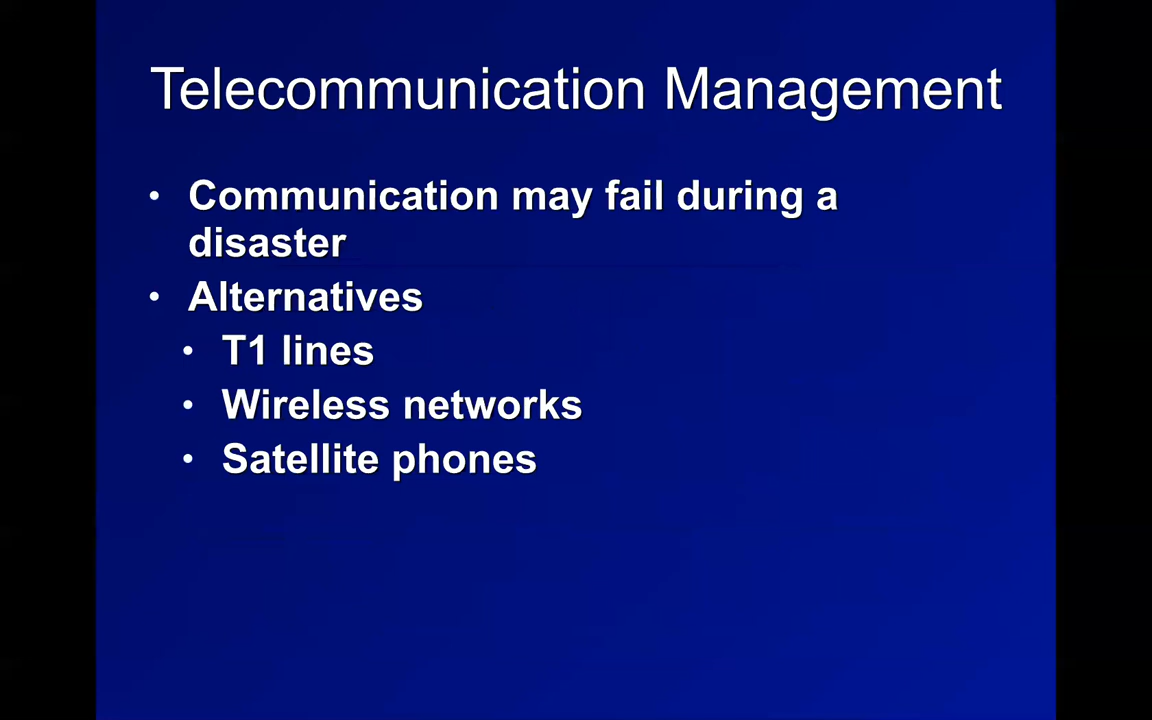 Telecommunication Management
• Communication may fail during a
disaster
• Alternatives
• T1 lines
• Wireless networks
• Satellite phones